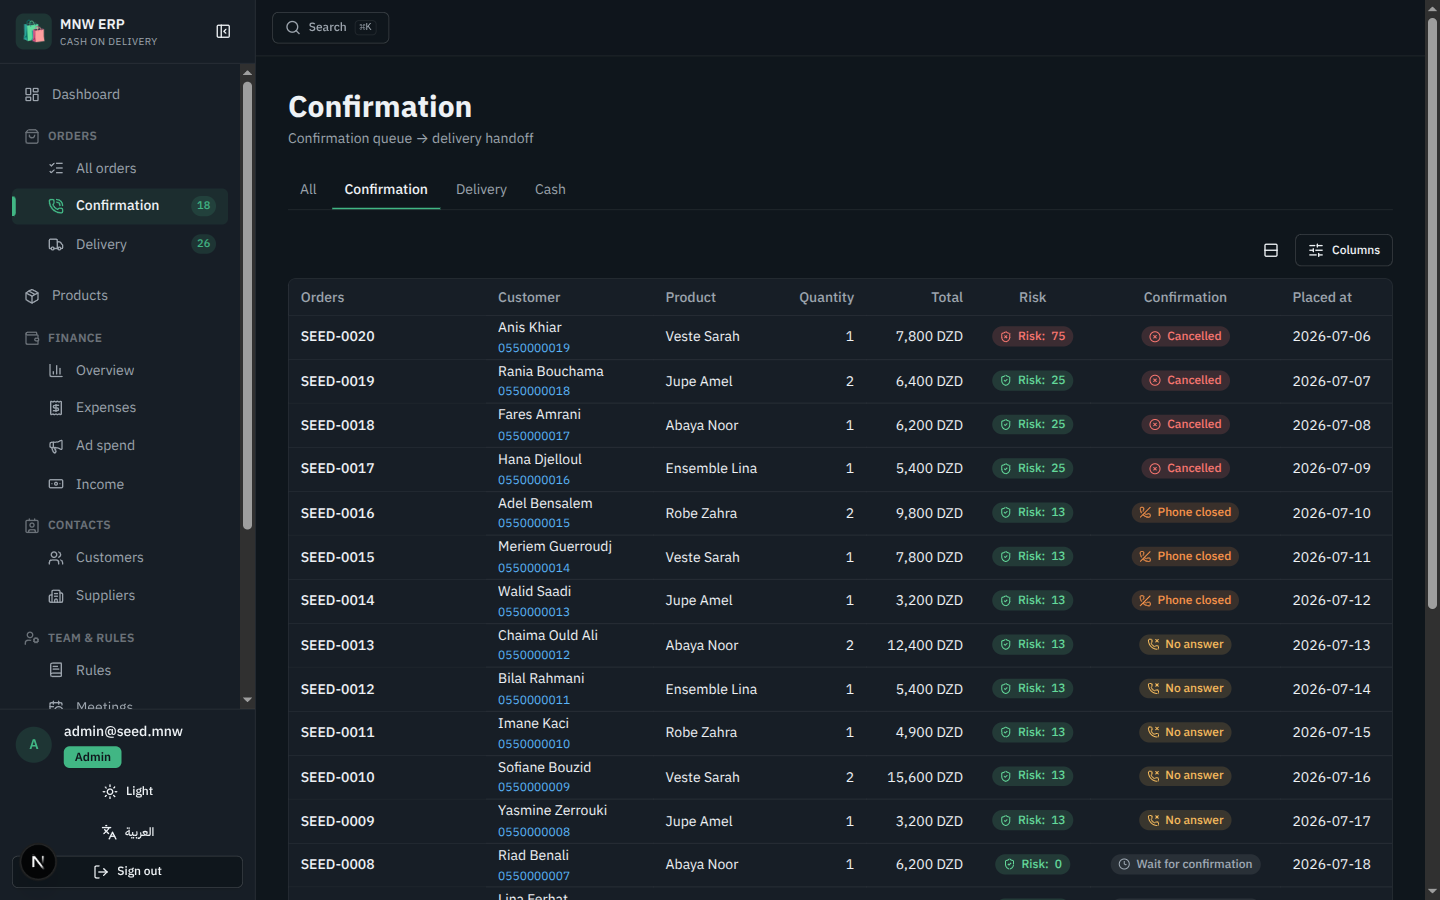 MNW ERP
CASH ON DELIVERY
Search ⌘K
Dashboard
ORDERS
All orders
Confirmation 18
Delivery 26
Products
FINANCE
Overview
Expenses
Ad spend
Income
CONTACTS
Customers
Suppliers
TEAM & RULES
Rules
Meetings
A
admin@seed.mnw
Admin
Light
العربية
N
Sign out
Confirmation
Confirmation queue → delivery handoff
All Confirmation Delivery Cash
Columns
Orders Customer Product Quantity Total Risk Confirmation Placed at
SEED-0020 Anis Khiar 0550000019 Veste Sarah 1 7,800 DZD Risk: 75 Cancelled 2026-07-06
SEED-0019 Rania Bouchama 0550000018 Jupe Amel 2 6,400 DZD Risk: 25 Cancelled 2026-07-07
SEED-0018 Fares Amrani 0550000017 Abaya Noor 1 6,200 DZD Risk: 25 Cancelled 2026-07-08
SEED-0017 Hana Djelloul 0550000016 Ensemble Lina 1 5,400 DZD Risk: 25 Cancelled 2026-07-09
SEED-0016 Adel Bensalem 0550000015 Robe Zahra 2 9,800 DZD Risk: 13 Phone closed 2026-07-10
SEED-0015 Meriem Guerroudj 0550000014 Veste Sarah 1 7,800 DZD Risk: 13 Phone closed 2026-07-11
SEED-0014 Walid Saadi 0550000013 Jupe Amel 1 3,200 DZD Risk: 13 Phone closed 2026-07-12
SEED-0013 Chaima Ould Ali 0550000012 Abaya Noor 2 12,400 DZD Risk: 13 No answer 2026-07-13
SEED-0012 Bilal Rahmani 0550000011 Ensemble Lina 1 5,400 DZD Risk: 13 No answer 2026-07-14
SEED-0011 Imane Kaci 0550000010 Robe Zahra 1 4,900 DZD Risk: 13 No answer 2026-07-15
SEED-0010 Sofiane Bouzid 0550000009 Veste Sarah 2 15,600 DZD Risk: 13 No answer 2026-07-16
SEED-0009 Yasmine Zerrouki 0550000008 Jupe Amel 1 3,200 DZD Risk: 13 No answer 2026-07-17
SEED-0008 Riad Benali 0550000007 Abaya Noor 1 6,200 DZD Risk: 0 Wait for confirmation 2026-07-18
Lina Ferhat